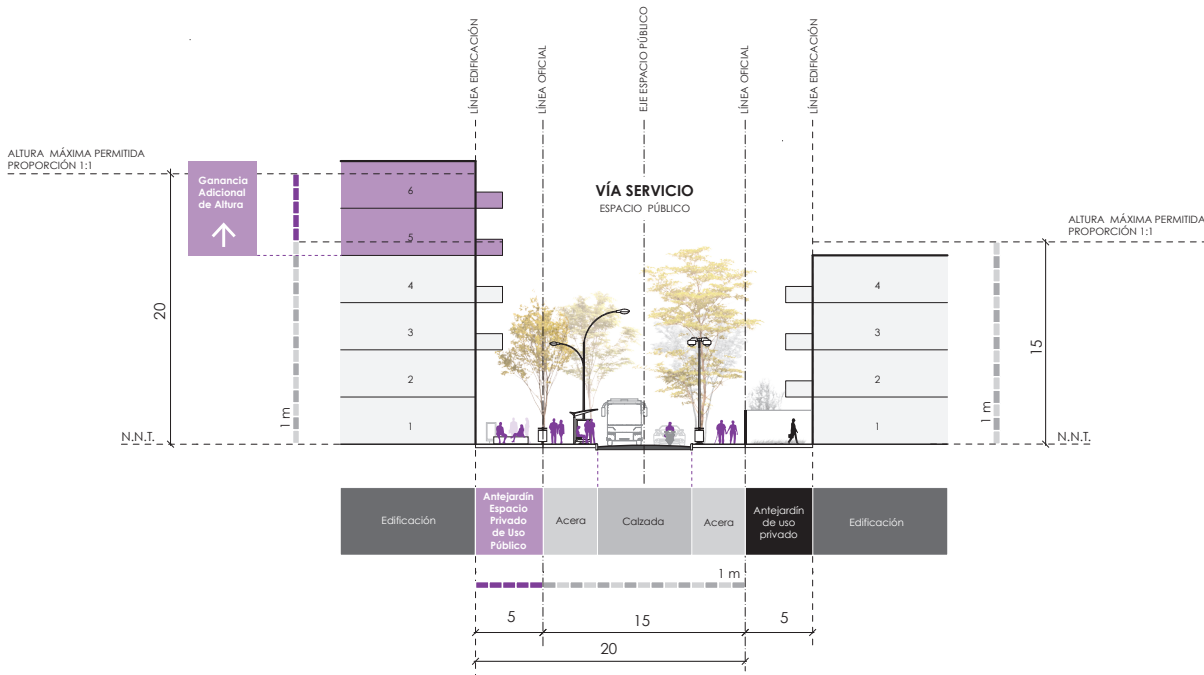 LÍNEA EDIFICACIÓN
LÍNEA OFICIAL
EJE ESPACIO PÚBLICO
LÍNEA OFICIAL
LÍNEA EDIFICACIÓN
ALTURA MÁXIMA PERMITIDA
PROPORCIÓN 1:1
Ganancia
Adicional
de Altura
VÍA SERVICIO
ESPACIO PÚBLICO
ALTURA MÁXIMA PERMITIDA
PROPORCIÓN 1:1
6
5
4
3
2
1
4
3
2
1
20
1 m
15
1 m
N.N.T.
N.N.T.
Edificación
Antejardín
Espacio
Privado
de Uso
Público
Acera
Calzada
Acera
Antejardín
de uso
privado
Edificación
1 m
5
15
5
20